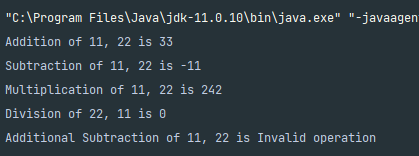 "C:\Program Files\Java\jdk-11.0.10\bin\java.exe" "-javaagen
Addition of 11, 22 is 33
Subtraction of 11, 22 is -11
Multiplication of 11, 22 is 242
Division of 22, 11 is 0
Additional Subtraction of 11, 22 is Invalid operation